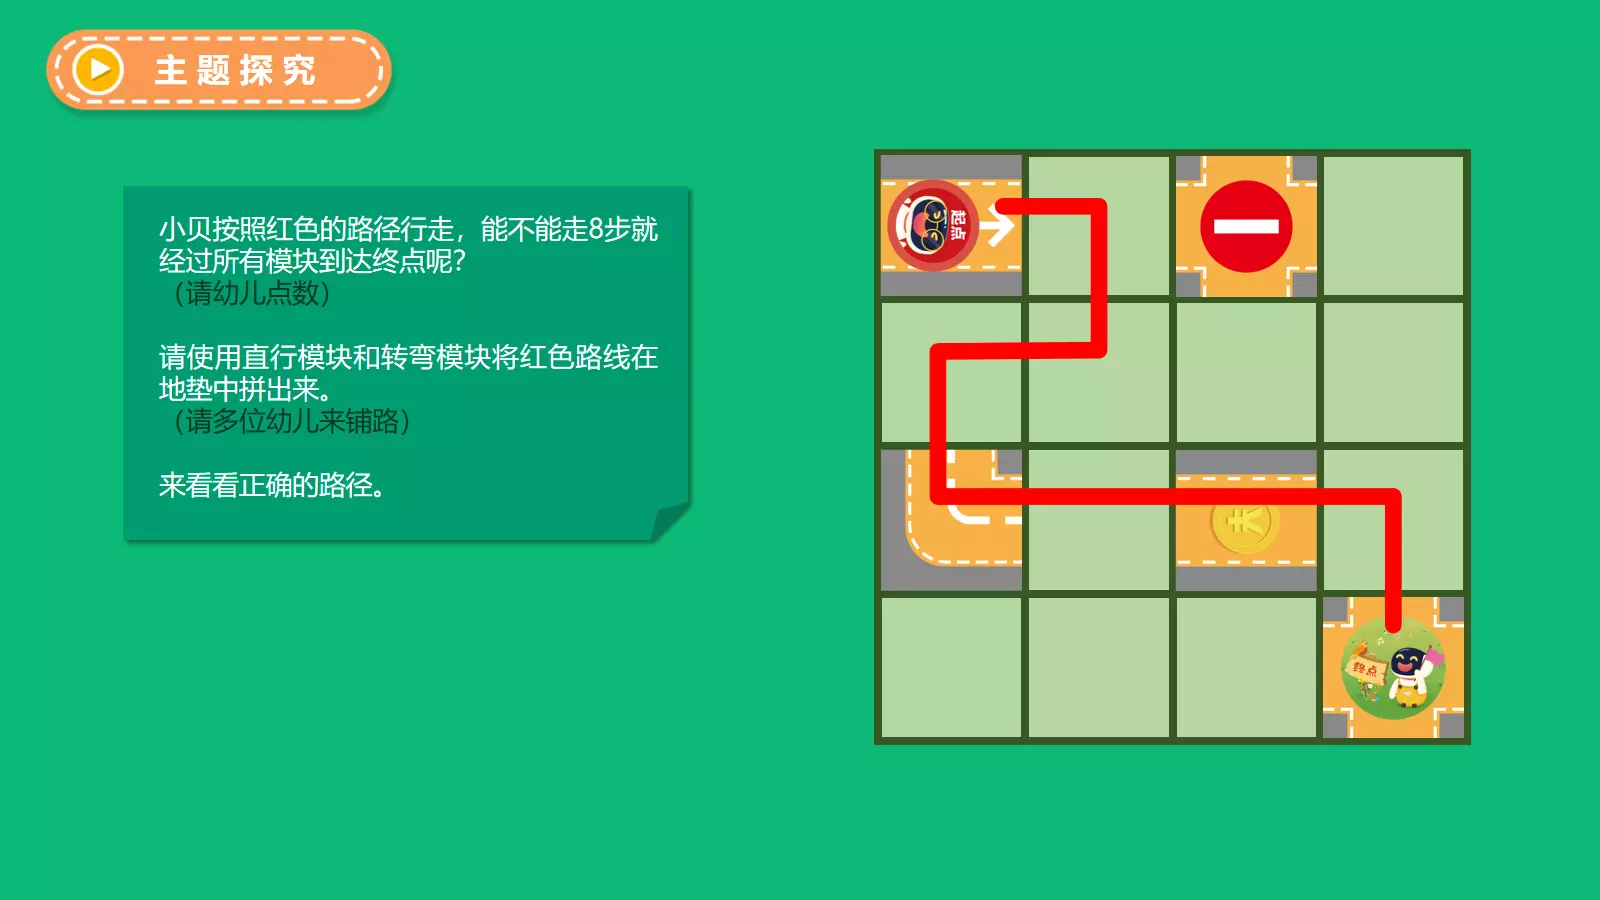 主题探究
小贝按照红色的路径行走，能不能走8步就
经过所有模块到达终点呢？
（请幼儿点数）
请使用直行模块和转弯模块将红色路线在
地垫中拼出来。
（请多位幼儿来铺路）
来看看正确的路径。
起点
终点